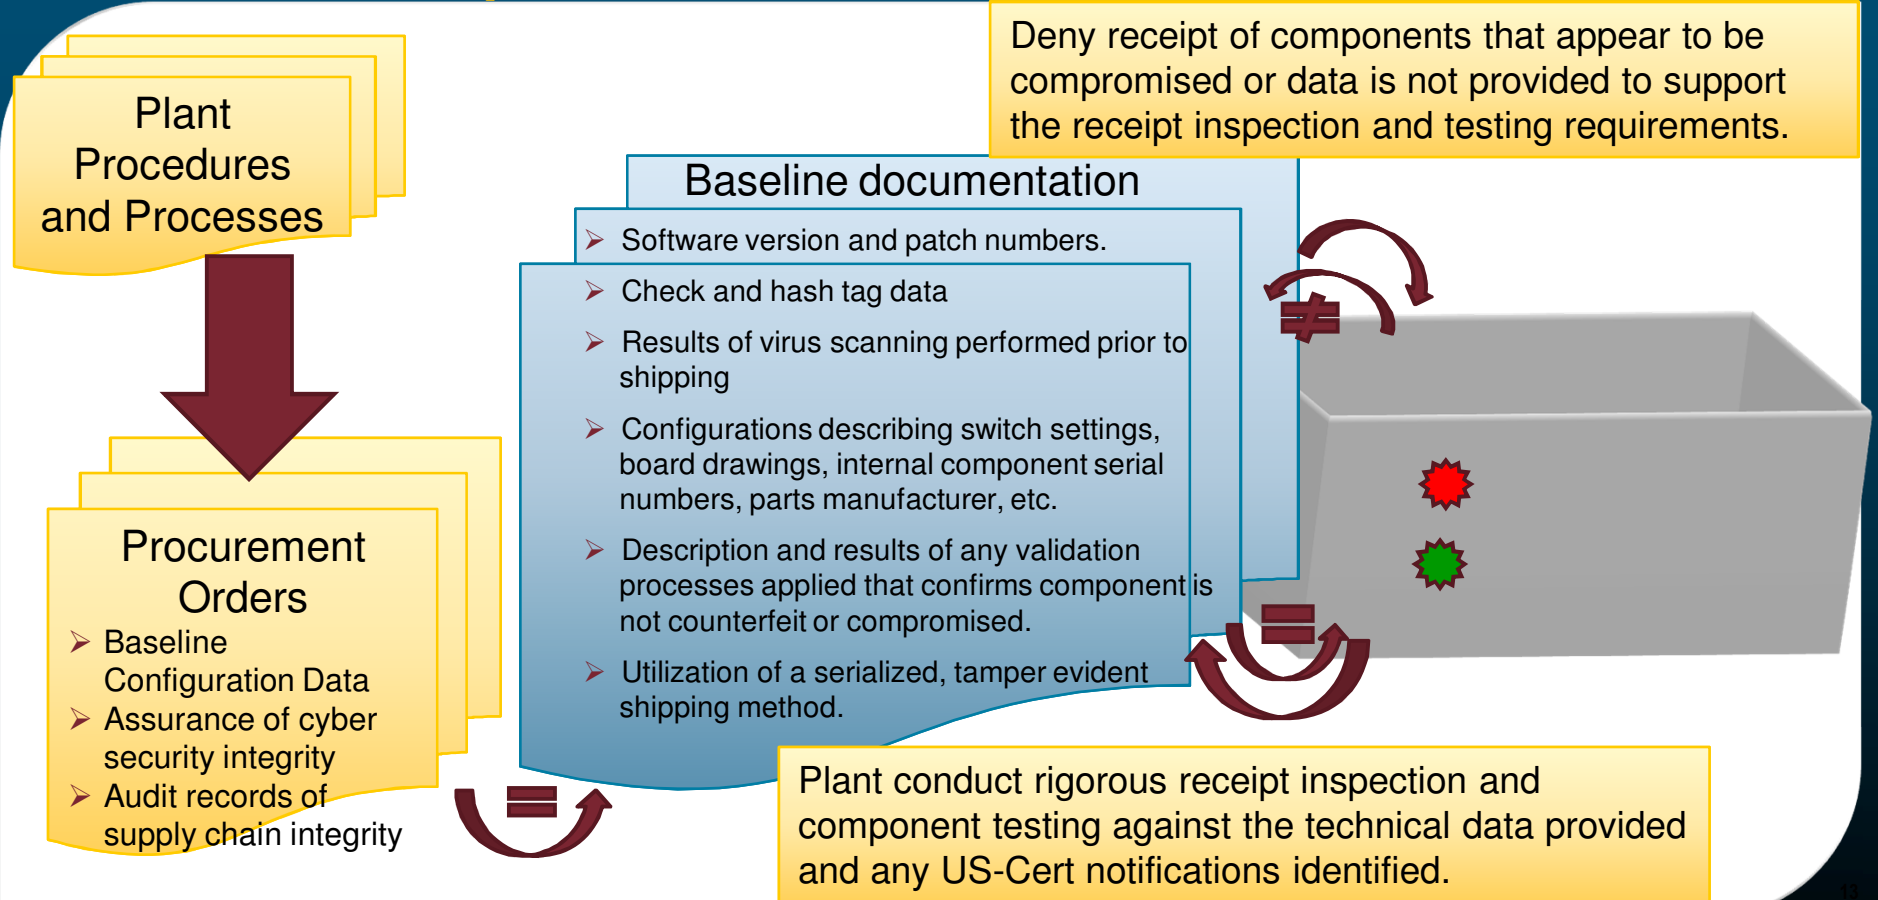 Deny receipt of components that appear to be
compromised or data is not provided to support
the receipt inspection and testing requirements.
Plant
Procedures
and Processes
Baseline documentation
➢ Software version and patch numbers.
➢ Check and hash tag data
➢ Results of virus scanning performed prior to
shipping
➢ Configurations describing switch settings,
board drawings, internal component serial
numbers, parts manufacturer, etc.
➢ Description and results of any validation
processes applied that confirms component is
not counterfeit or compromised.
➢ Utilization of a serialized, tamper evident
shipping method.
≠
=
Procurement
Orders
➢ Baseline
Configuration Data
➢ Assurance of cyber
security integrity
➢ Audit records of
supply chain integrity
=
Plant conduct rigorous receipt inspection and
component testing against the technical data provided
and any US-Cert notifications identified.
13